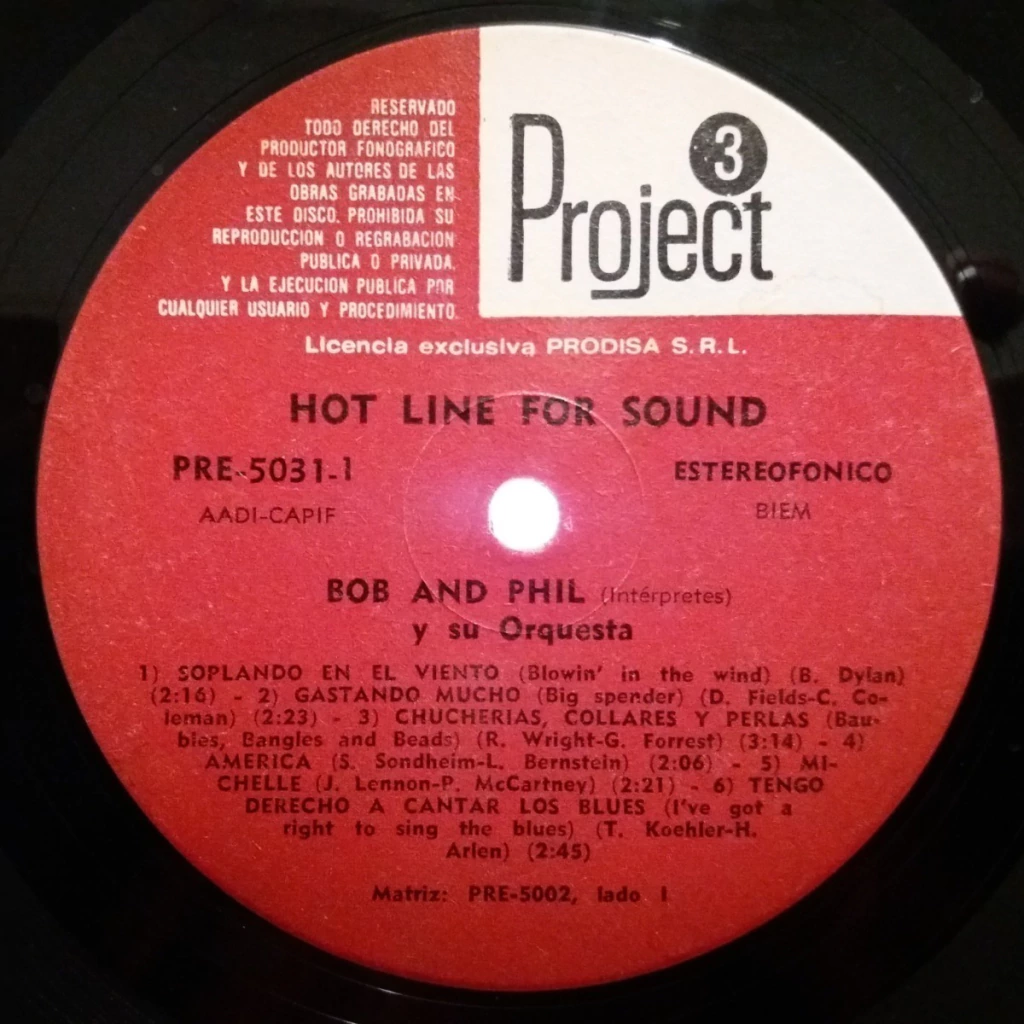 RESERVADO
TODO DERECHO DEL
PRODUCTOR FONOGRAFICO
Y DE LOS AUTORES DE LAS
OBRAS GRABADAS EN
ESTE DISCO. PROHIBIDA SU
REPRODUCCION O REGRABACION
PUBLICA O PRIVADA.
Y LA EJECUCION PUBLICA POR
CUALQUIER USUARIO Y PROCEDIMIENTO.
3
Project
Licencia exclusiva PRODISA S.R.L.
HOT LINE FOR SOUND
PRE-5031-1
ESTEREOFONICO
AADI-CAPIF
BIEM
BOB AND PHIL (Intérpretes)
y su Orquesta
1) SOPLANDO EN EL VIENTO (Blowin' in the wind) (B. Dylan)
(2:16) - 2) GASTANDO MUCHO (Big spender) (D. Fields-C. Co-
leman) (2:23) - 3) CHUCHERIAS, COLLARES Y PERLAS (Bau-
bles, Bangles and Beads) (R. Wright-G. Forrest) (3:14) - 4)
AMERICA (S. Sondheim-L. Bernstein) (2:06) - 5) MI-
CHELLE (J. Lennon-P. McCartney) (2:21) - 6) TENGO
DERECHO A CANTAR LOS BLUES (I've got a
right to sing the blues) (T. Koehler-H.
Arlen) (2:45)
Matriz: PRE-5002, lado I